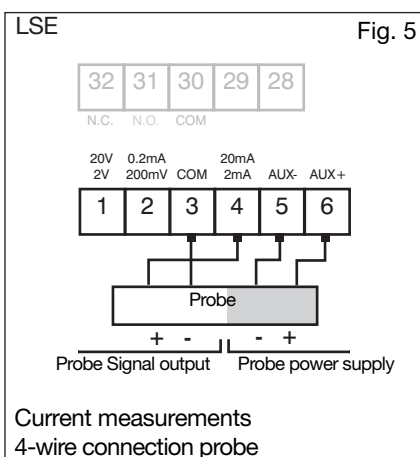 LSE Fig. 5
32 31 30 29 28
N.C. N.O. COM
20V 0.2mA 20mA
2V 200mV COM 2mA AUX- AUX+
1 2 3 4 5 6
Probe
+ - - +
Probe Signal output Probe power supply
Current measurements
4-wire connection probe